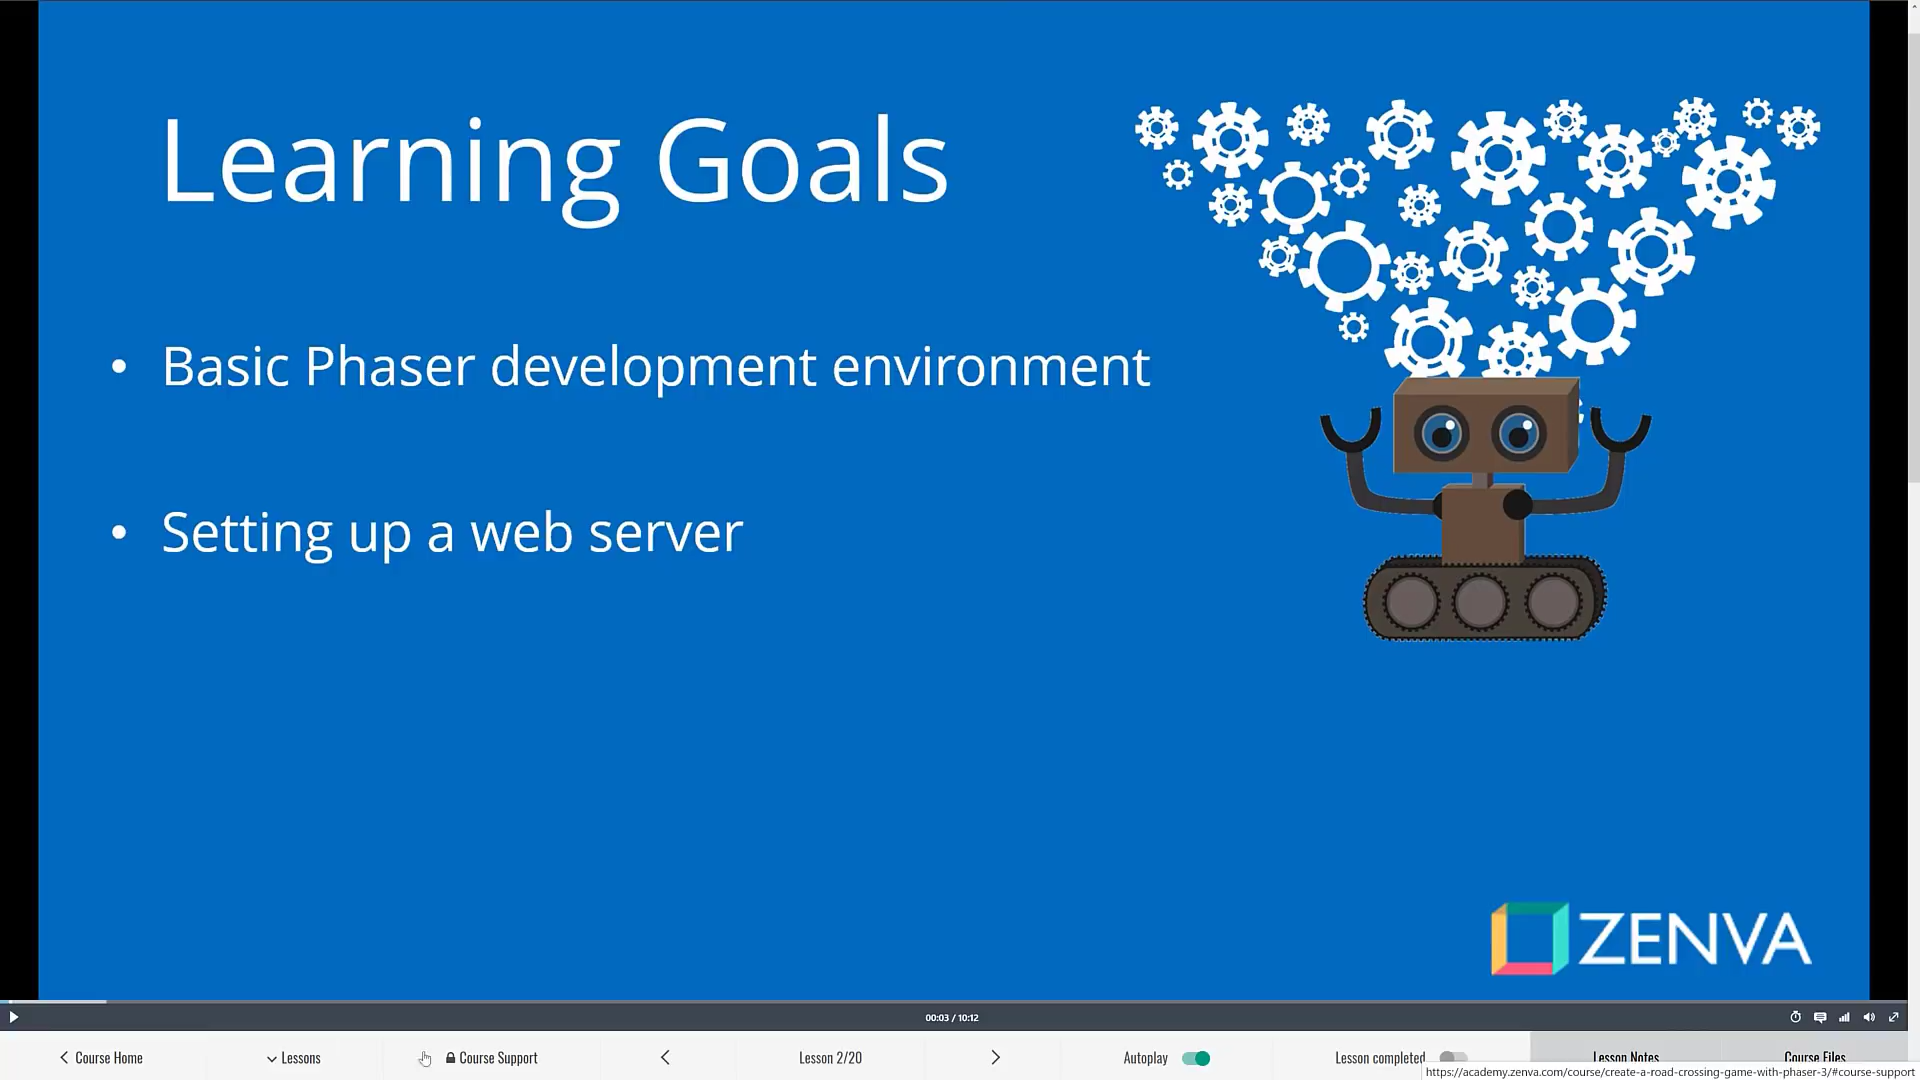 Learning Goals
• Basic Phaser development environment
• Setting up a web server
ZENVA
00:03 / 10:12
Course Home
Lessons
Course Support
Lesson 2/20
Autoplay
Lesson completed
Lesson Notes
Course Files
https://academy.zenva.com/course/create-a-road-crossing-game-with-phaser-3/#course-support